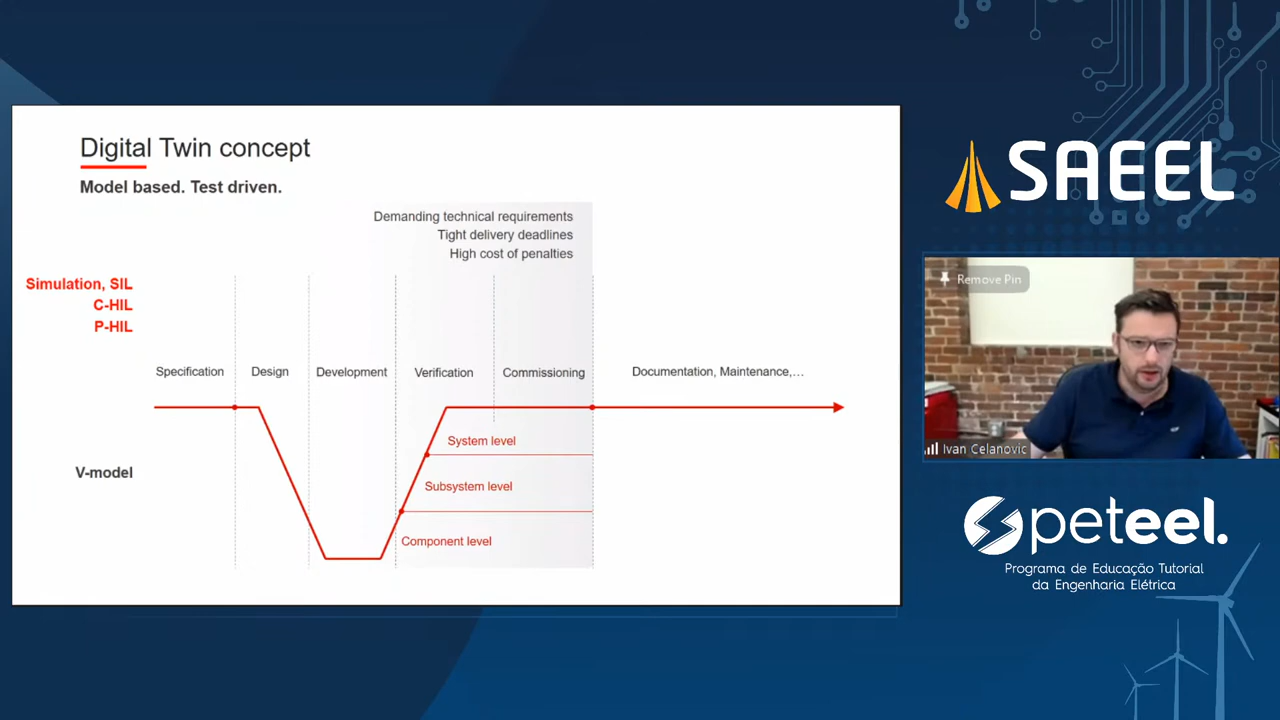 Digital Twin concept
Model based. Test driven.
Demanding technical requirements
Tight delivery deadlines
High cost of penalties
Simulation, SIL
C-HIL
P-HIL
Specification
Design
Development
Verification
Commissioning
Documentation, Maintenance,...
System level
V-model
Subsystem level
Component level
SAEEL
Remove Pin
Ivan Celanovic
peteel.
Programa de Educação Tutorial
da Engenharia Elétrica